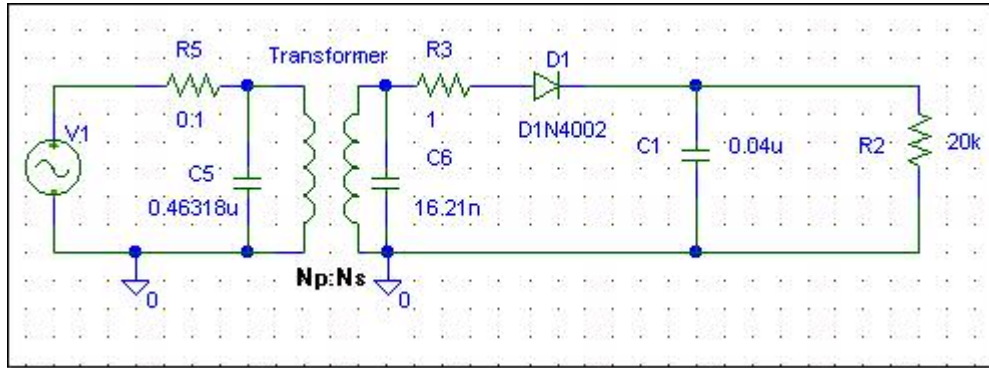 R5
Transformer
R3
D1
V1
0.1
1
D1N4002
C5
0.46318u
C6
16.21n
C1
0.04u
R2
20k
Np:Ns
0
0